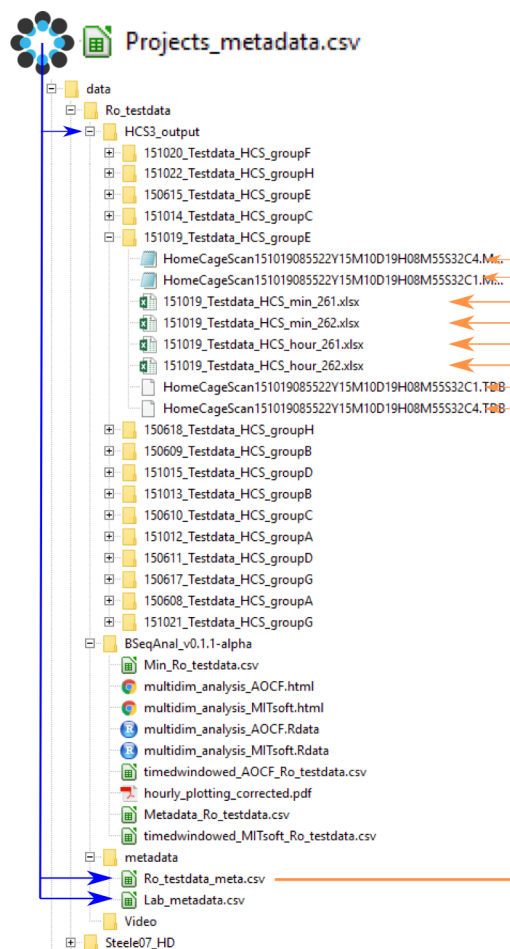 Projects_metadata.csv
data
Ro_testdata
HCS3_output
151020_Testdata_HCS_groupF
151022_Testdata_HCS_groupH
150615_Testdata_HCS_groupE
151014_Testdata_HCS_groupC
151019_Testdata_HCS_groupE
HomeCageScan151019085522Y15M10D19H08M55S32C4.M...
HomeCageScan151019085522Y15M10D19H08M55S32C1.M...
151019_Testdata_HCS_min_261.xlsx
151019_Testdata_HCS_min_262.xlsx
151019_Testdata_HCS_hour_261.xlsx
151019_Testdata_HCS_hour_262.xlsx
HomeCageScan151019085522Y15M10D19H08M55S32C1.TBB
HomeCageScan151019085522Y15M10D19H08M55S32C4.TBB
150618_Testdata_HCS_groupH
150609_Testdata_HCS_groupB
151015_Testdata_HCS_groupD
151013_Testdata_HCS_groupB
150610_Testdata_HCS_groupC
151012_Testdata_HCS_groupA
150611_Testdata_HCS_groupD
150617_Testdata_HCS_groupG
150608_Testdata_HCS_groupA
151021_Testdata_HCS_groupG
BSeqAnal_v0.1.1-alpha
Min_Ro_testdata.csv
multidim_analysis_AOCF.html
multidim_analysis_MITsoft.html
multidim_analysis_AOCF.Rdata
multidim_analysis_MITsoft.Rdata
timedwindowed_AOCF_Ro_testdata.csv
hourly_plotting_corrected.pdf
Metadata_Ro_testdata.csv
timedwindowed_MITsoft_Ro_testdata.csv
metadata
Ro_testdata_meta.csv
Lab_metadata.csv
Video
Steele07_HD